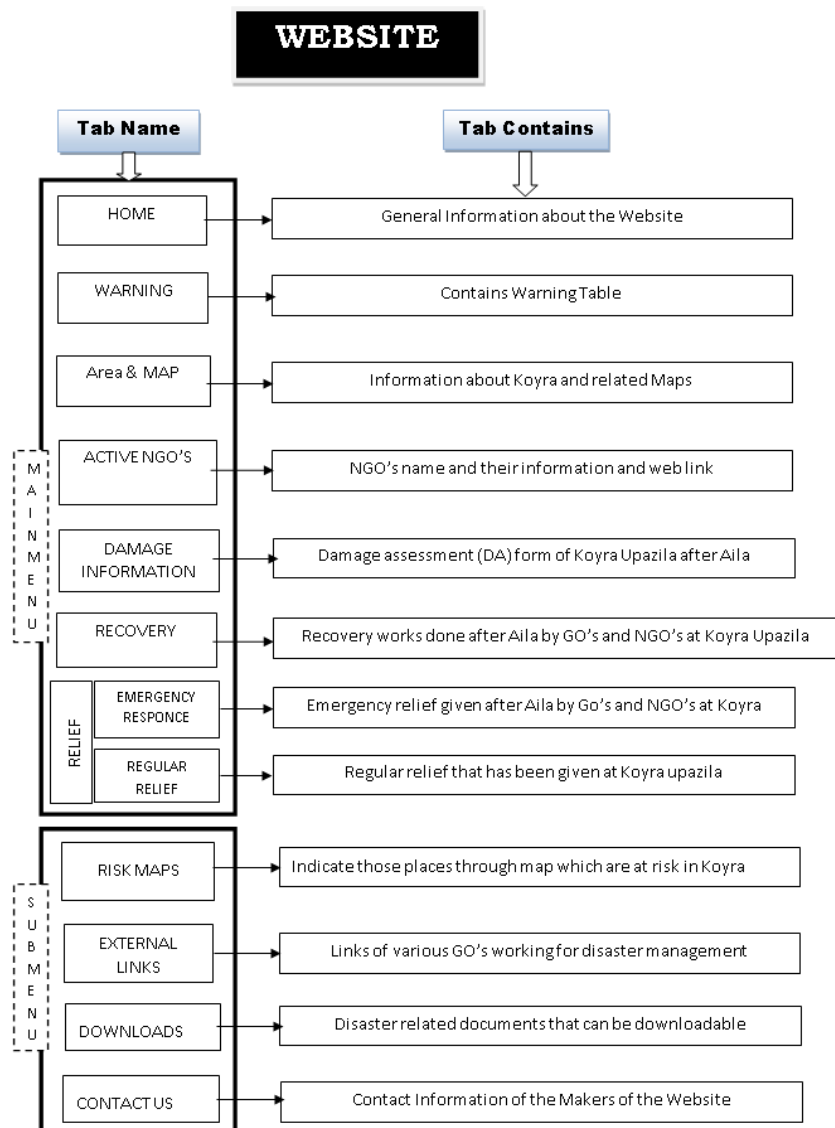 WEBSITE
Tab Name
Tab Contains
MAINMENU
HOME
General Information about the Website
WARNING
Contains Warning Table
Area & MAP
Information about Koyra and related Maps
ACTIVE NGO'S
NGO's name and their information and web link
DAMAGE
INFORMATION
Damage assessment (DA) form of Koyra Upazila after Aila
RECOVERY
Recovery works done after Aila by GO's and NGO's at Koyra Upazila
RELIEF
EMERGENCY
RESPONCE
Emergency relief given after Aila by Go's and NGO's at Koyra
REGULAR
RELIEF
Regular relief that has been given at Koyra upazila
SUBMENU
RISK MAPS
Indicate those places through map which are at risk in Koyra
EXTERNAL
LINKS
Links of various GO's working for disaster management
DOWNLOADS
Disaster related documents that can be downloadable
CONTACT US
Contact Information of the Makers of the Website